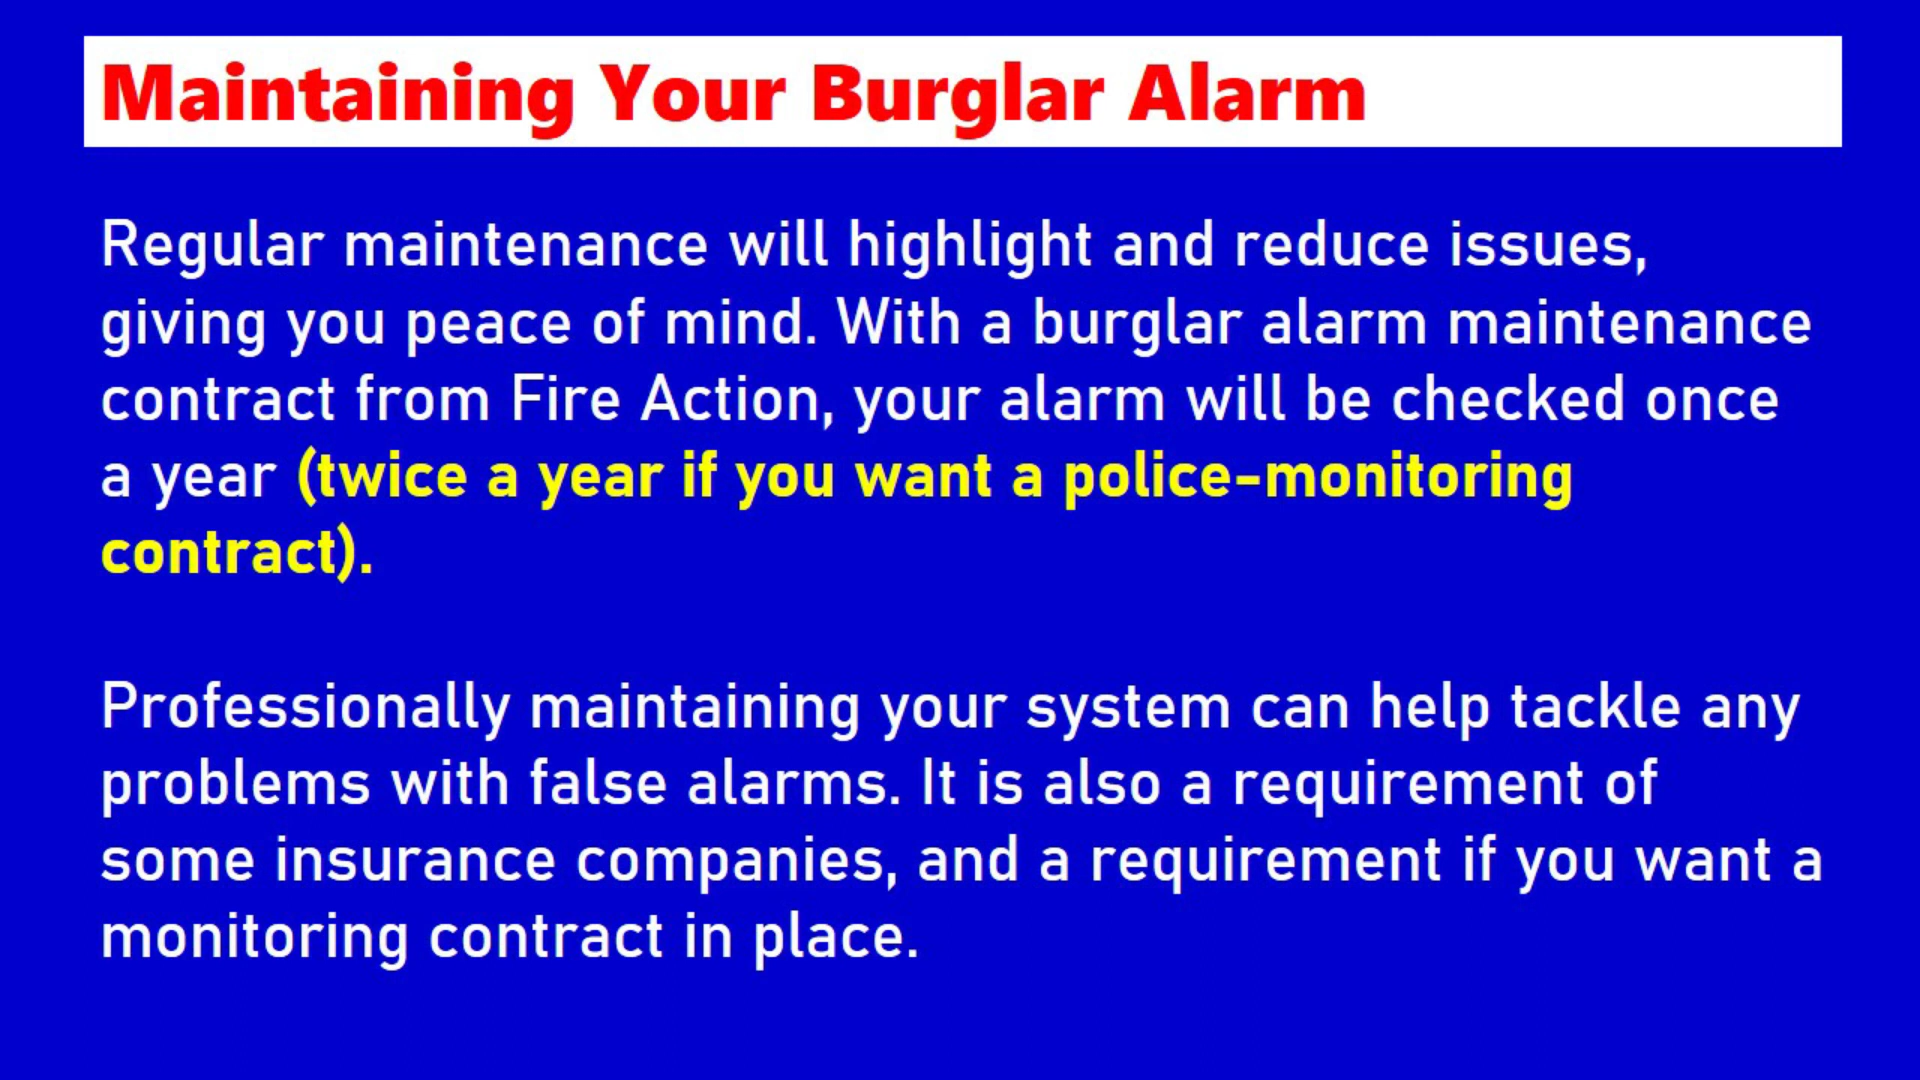 Maintaining Your Burglar Alarm
Regular maintenance will highlight and reduce issues,
giving you peace of mind. With a burglar alarm maintenance
contract from Fire Action, your alarm will be checked once
a year (twice a year if you want a police-monitoring
contract).
Professionally maintaining your system can help tackle any
problems with false alarms. It is also a requirement of
some insurance companies, and a requirement if you want a
monitoring contract in place.